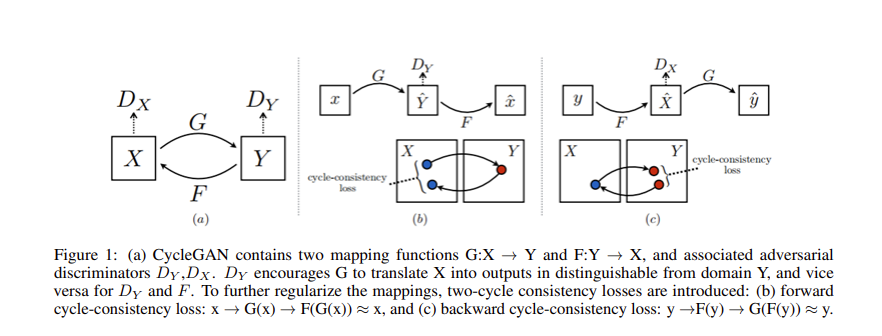 D_X
D_Y
G
X
Y
F
(a)
G
D_Y
x
Ŷ
x̂
F
X
Y
cycle-consistency
loss
(b)
D_X
G
y
X̂
ŷ
F
X
Y
cycle-consistency
loss
(c)
Figure 1: (a) CycleGAN contains two mapping functions G:X → Y and F:Y → X, and associated adversarial
discriminators D_Y,D_X. D_Y encourages G to translate X into outputs in distinguishable from domain Y, and vice
versa for D_Y and F. To further regularize the mappings, two-cycle consistency losses are introduced: (b) forward
cycle-consistency loss: x → G(x) → F(G(x)) ≈ x, and (c) backward cycle-consistency loss: y →F(y) → G(F(y)) ≈ y.